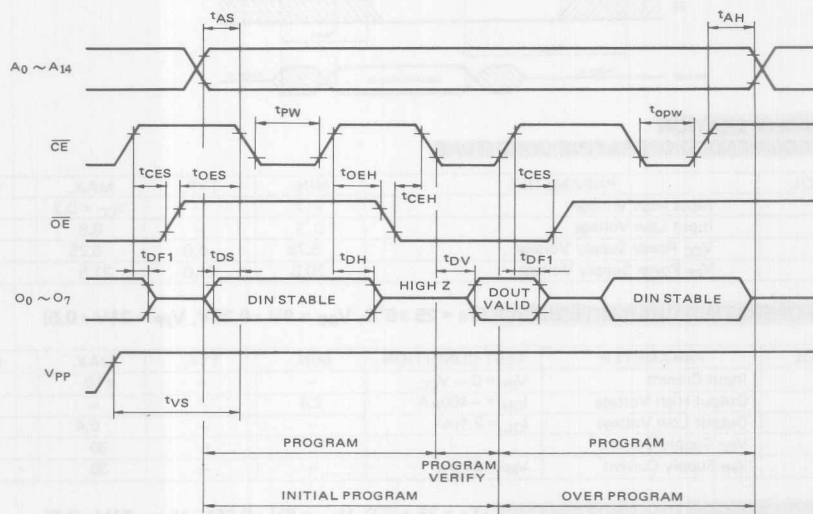 tAS
tAH
A0 ~ A14
tPW
tOPW
CE
tCES
tOES
tOEH
tCEH
tCES
OE
tDF1
tDS
tDH
tDV
tDF1
O0 ~ O7
DIN STABLE
HIGH Z
DOUT VALID
DIN STABLE
VPP
tVS
PROGRAM
PROGRAM VERIFY
PROGRAM
INITIAL PROGRAM
OVER PROGRAM